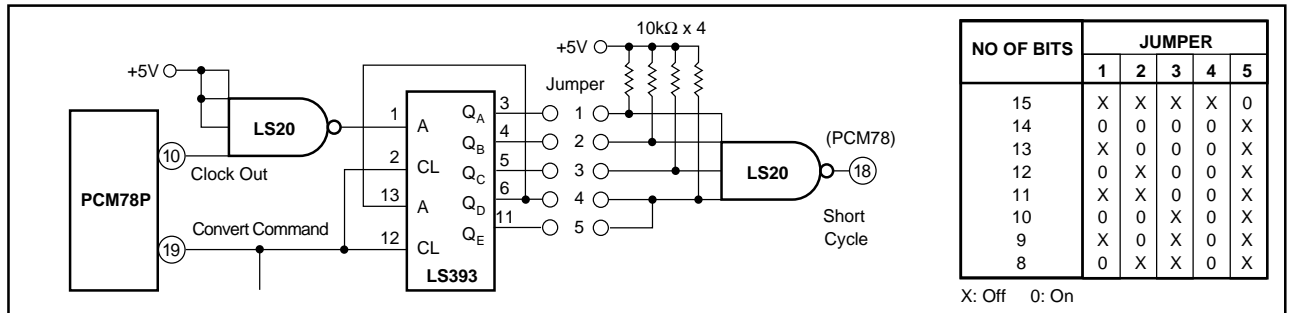 +5V
10kΩ x 4
+5V
Jumper
LS20
10
Clock Out
PCM78P
Convert Command
19
1
A
2
CL
13
A
12
CL
LS393
QA
3
QB
4
QC
5
QD
6
QE
11
1
2
3
4
5
LS20
(PCM78)
18
Short
Cycle
NO OF BITS JUMPER
1 2 3 4 5
15 X X X X 0
14 0 0 0 0 X
13 X 0 0 0 X
12 0 X 0 0 X
11 X X 0 0 X
10 0 0 X 0 X
9 X 0 X 0 X
8 0 X X 0 X
X: Off 0: On